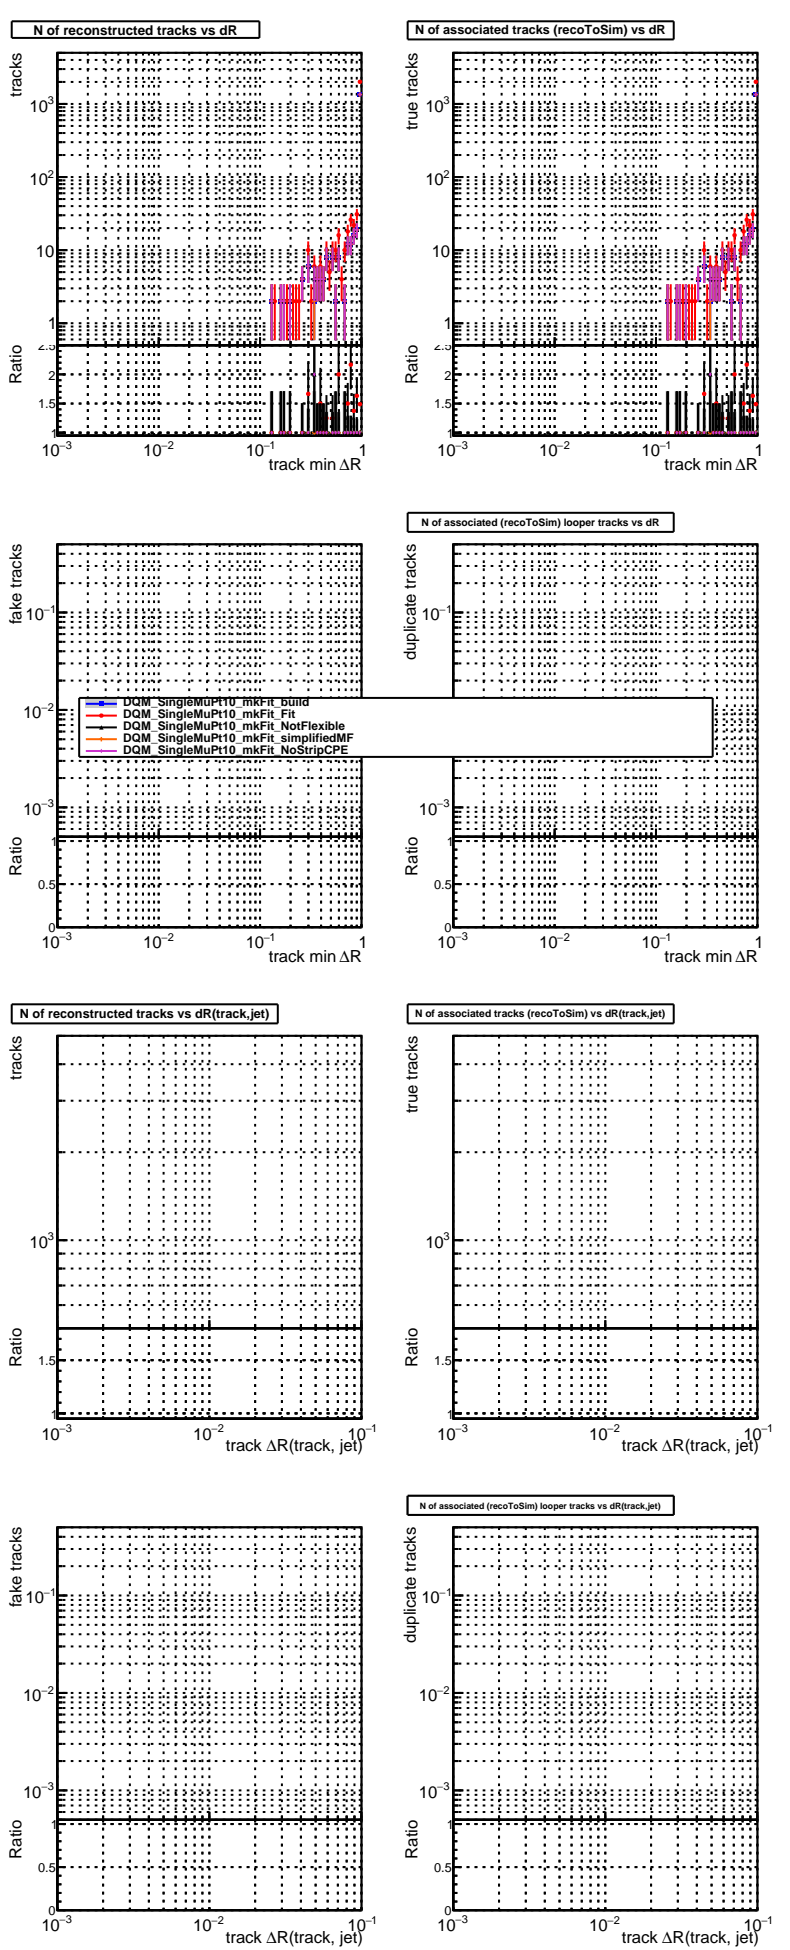 N of reconstructed tracks vs dR
N of associated tracks (recoToSim) vs dR
tracks
10³
10²
10
1
Ratio
2.5
2
1.5
1
10⁻³
10⁻²
10⁻¹
1
track min ΔR
true tracks
10³
10²
10
1
Ratio
2.5
2
1.5
1
10⁻³
10⁻²
10⁻¹
1
track min ΔR
N of associated (recoToSim) looper tracks vs dR
fake tracks
10⁻¹
10⁻²
10⁻³
Ratio
1
0.5
0
10⁻³
10⁻²
10⁻¹
1
track min ΔR
duplicate tracks
10⁻¹
10⁻³
Ratio
1
0.5
0
10⁻³
10⁻²
10⁻¹
1
track min ΔR
DQM_SingleMuPt10_mkFit_build
DQM_SingleMuPt10_mkFit_Fit
DQM_SingleMuPt10_mkFit_NotFlexible
DQM_SingleMuPt10_mkFit_simplifiedMF
DQM_SingleMuPt10_mkFit_NoStripCPE
N of reconstructed tracks vs dR(track,jet)
N of associated tracks (recoToSim) vs dR(track,jet)
tracks
10³
Ratio
1.5
1
10⁻³
10⁻²
10⁻¹
track ΔR(track, jet)
true tracks
10³
Ratio
1.5
1
10⁻³
10⁻²
10⁻¹
track ΔR(track, jet)
N of associated (recoToSim) looper tracks vs dR(track,jet)
fake tracks
10⁻¹
10⁻²
10⁻³
Ratio
1
0.5
0
10⁻³
10⁻²
10⁻¹
track ΔR(track, jet)
duplicate tracks
10⁻¹
10⁻²
10⁻³
Ratio
1
0.5
0
10⁻³
10⁻²
10⁻¹
track ΔR(track, jet)